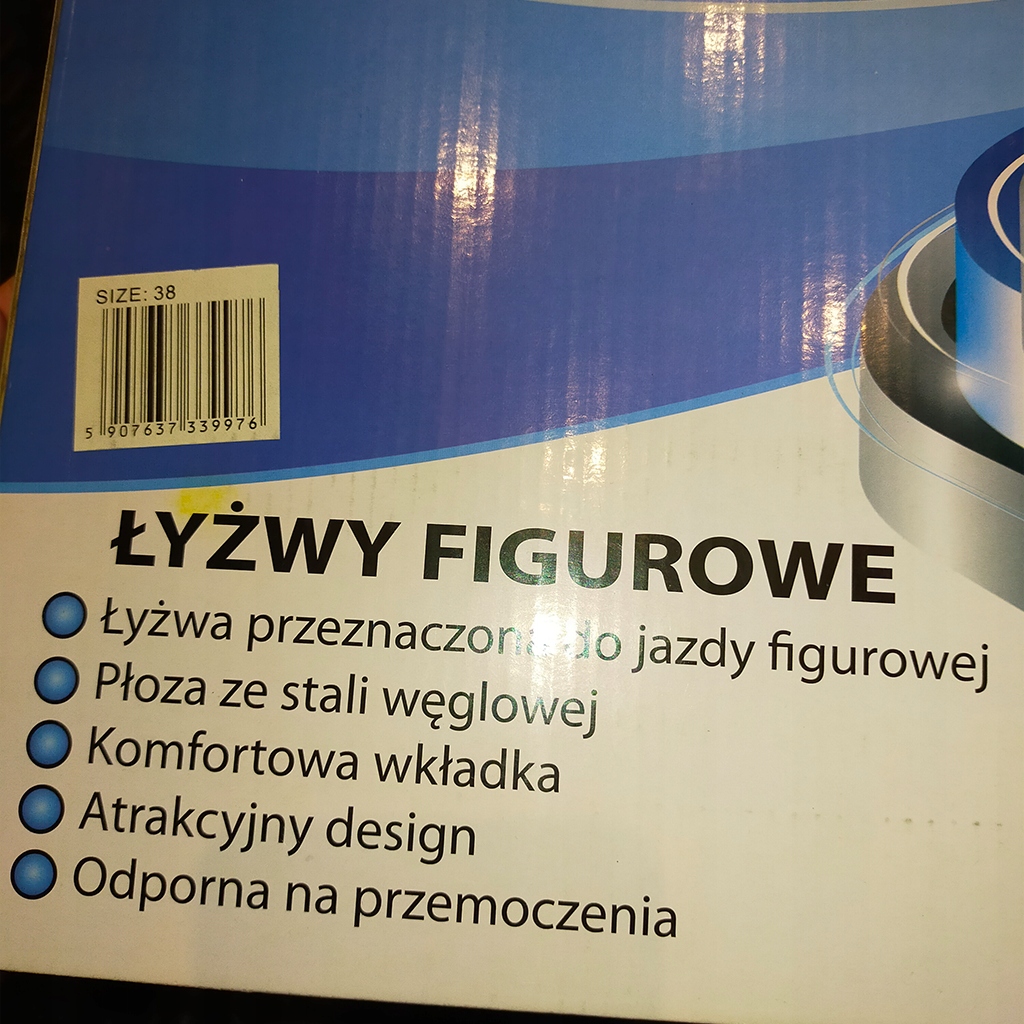 SIZE: 38
5 907637 339976
ŁYŻWY FIGUROWE
Łyżwa przeznaczona do jazdy figurowej
Płoza ze stali węglowej
Komfortowa wkładka
Atrakcyjny design
Odporna na przemoczenia